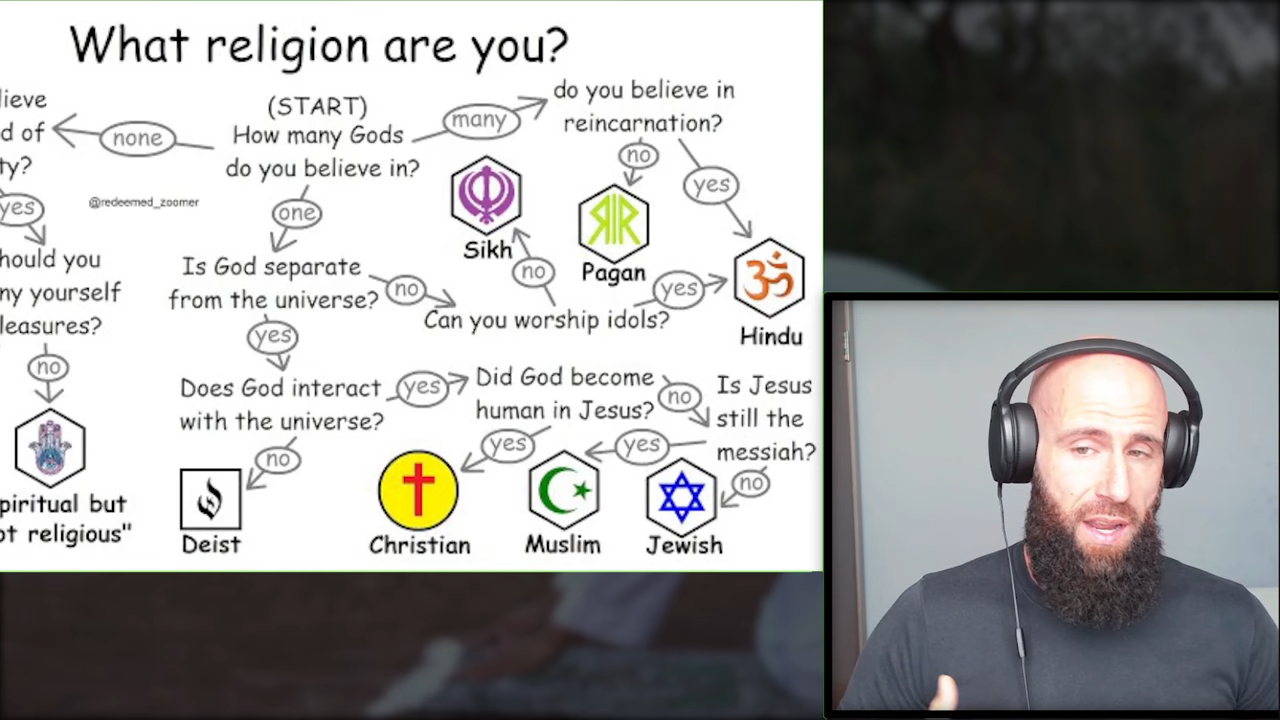 What religion are you?
lieve
d of
ty?
none
(START)
How many Gods
do you believe in?
many
do you believe in
reincarnation?
no
yes
yes
@redeemed_zoomer
one
Sikh
Pagan
Hindu
hould you
ny yourself
leasures?
Is God separate
from the universe?
no
no
yes
Can you worship idols?
yes
no
Does God interact
with the universe?
yes
Did God become
human in Jesus?
no
Is Jesus
still the
messiah?
no
yes
yes
no
piritual but
ot religious"
Deist
Christian
Muslim
Jewish